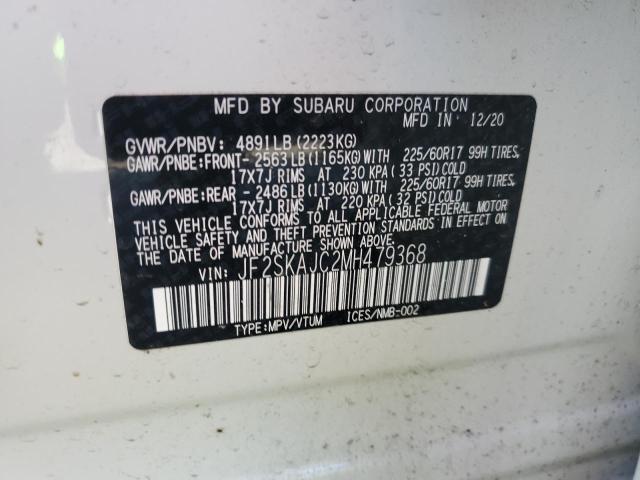 MFD BY SUBARU CORPORATION
MFD IN 12/20
GVWR/PNBV: 4891LB(2223KG)
GAWR/PNBE:FRONT- 2563LB(1165KG)WITH 225/60R17 99H TIRES,
17X7J RIMS AT 230 KPA(33 PSI)COLD
GAWR/PNBE:REAR - 2486LB(1130KG)WITH 225/60R17 99H TIRES,
17X7J RIMS AT 220 KPA(32 PSI)COLD
THIS VEHICLE CONFORMS TO ALL APPLICABLE FEDERAL MOTOR
VEHICLE SAFETY AND THEFT PREVENTION STANDARDS IN EFFECT ON
THE DATE OF MANUFACTURE SHOWN ABOVE.
VIN: JF2SKAJC2MH479368
TYPE:MPV/VTUM ICES/NMB-002